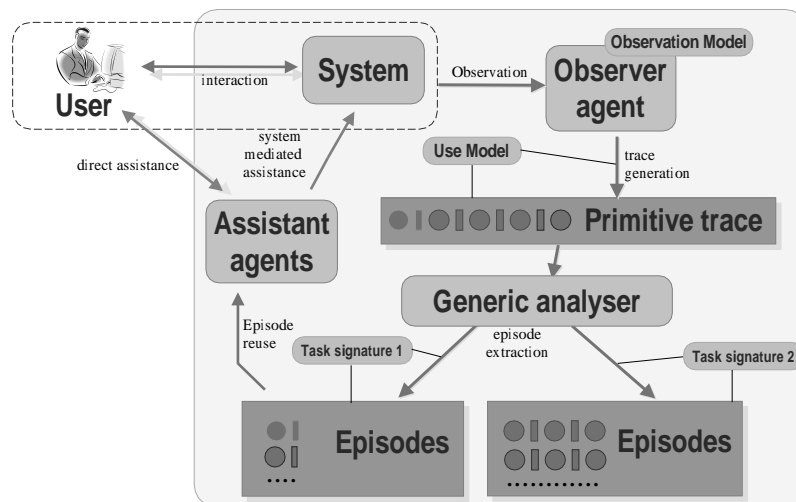 Observation Model
System
Observer
agent
Observation
interaction
User
system
mediated
assistance
direct assistance
Use Model
trace
generation
Primitive trace
Assistant
agents
Generic analyser
Episode
reuse
episode
extraction
Task signature 1
Task signature 2
Episodes
Episodes